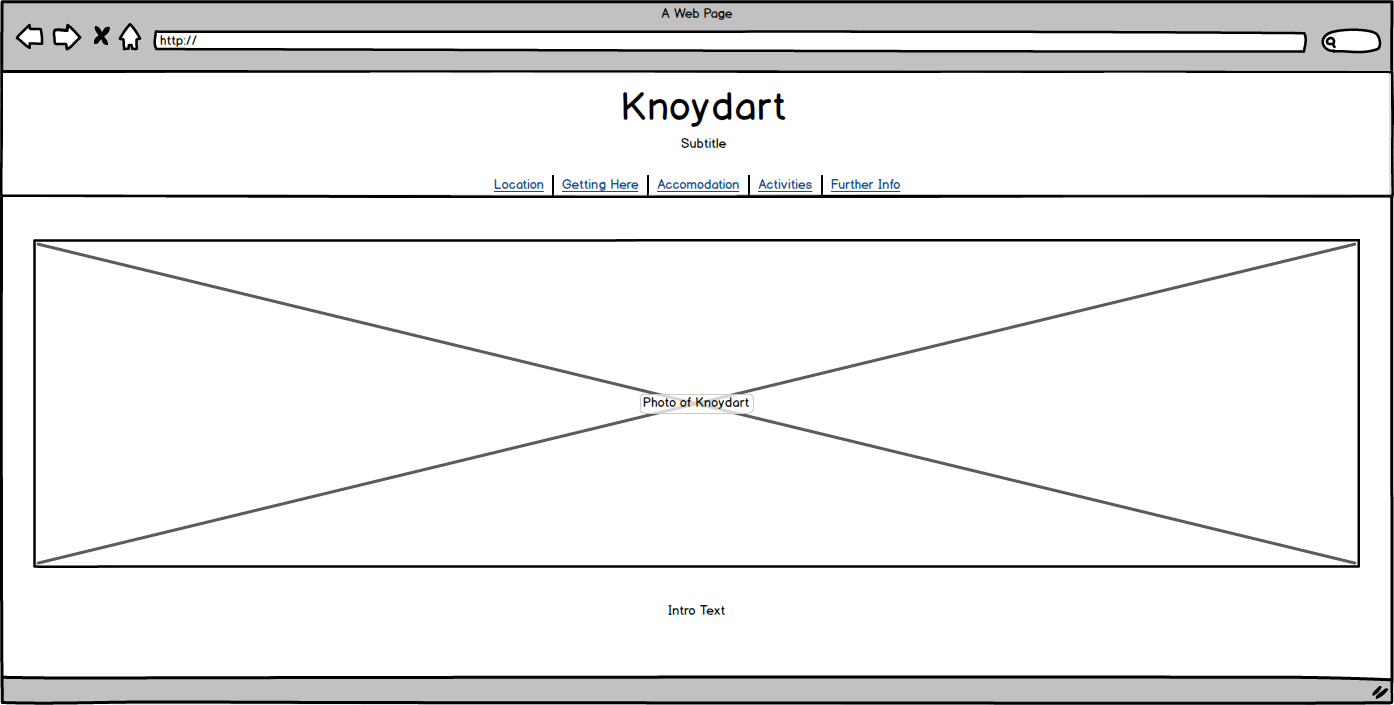 A Web Page
http://
Knoydart
Subtitle
Location Getting Here Accomodation Activities Further Info
Photo of Knoydart
Intro Text